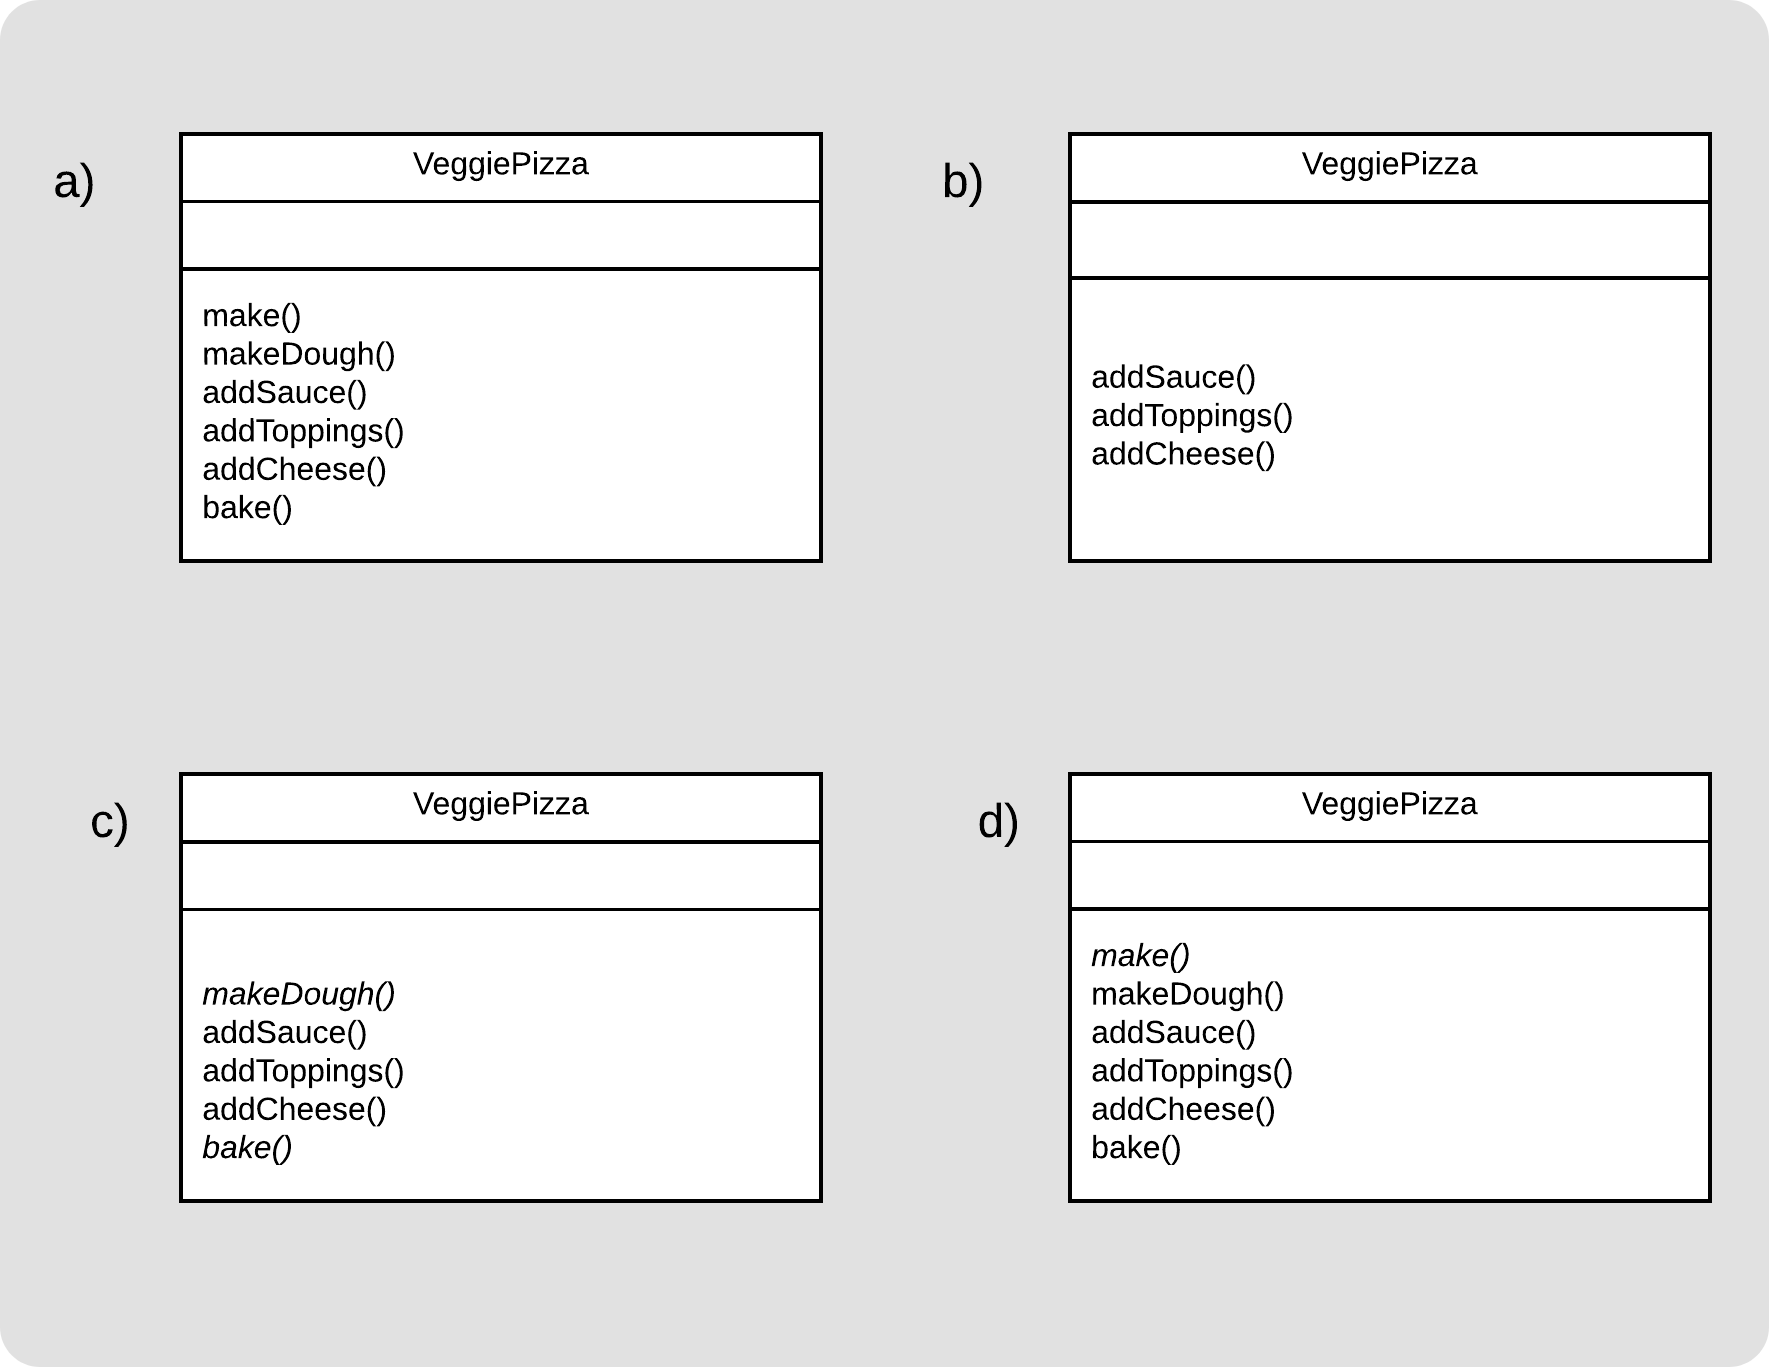 a)
VeggiePizza
make()
makeDough()
addSauce()
addToppings()
addCheese()
bake()
b)
VeggiePizza
addSauce()
addToppings()
addCheese()
c)
VeggiePizza
makeDough()
addSauce()
addToppings()
addCheese()
bake()
d)
VeggiePizza
make()
makeDough()
addSauce()
addToppings()
addCheese()
bake()